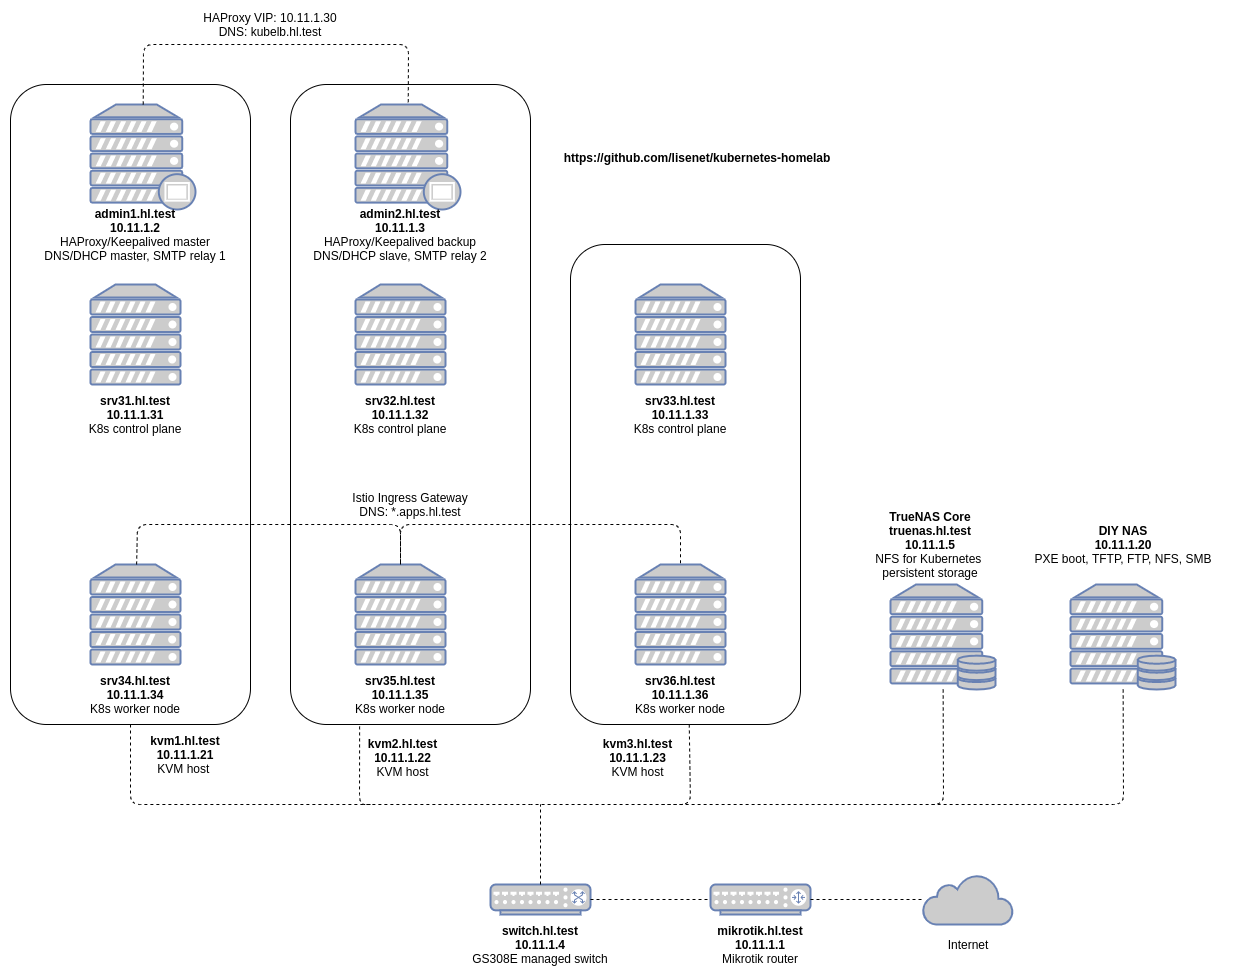 HAProxy VIP: 10.11.1.30
DNS: kubelb.hl.test
https://github.com/lisenet/kubernetes-homelab
admin1.hl.test
10.11.1.2
HAProxy/Keepalived master
DNS/DHCP master, SMTP relay 1
admin2.hl.test
10.11.1.3
HAProxy/Keepalived backup
DNS/DHCP slave, SMTP relay 2
srv31.hl.test
10.11.1.31
K8s control plane
srv32.hl.test
10.11.1.32
K8s control plane
srv33.hl.test
10.11.1.33
K8s control plane
Istio Ingress Gateway
DNS: *.apps.hl.test
TrueNAS Core
truenas.hl.test
10.11.1.5
NFS for Kubernetes
persistent storage
DIY NAS
10.11.1.20
PXE boot, TFTP, FTP, NFS, SMB
srv34.hl.test
10.11.1.34
K8s worker node
srv35.hl.test
10.11.1.35
K8s worker node
srv36.hl.test
10.11.1.36
K8s worker node
kvm1.hl.test
10.11.1.21
KVM host
kvm2.hl.test
10.11.1.22
KVM host
kvm3.hl.test
10.11.1.23
KVM host
switch.hl.test
10.11.1.4
GS308E managed switch
mikrotik.hl.test
10.11.1.1
Mikrotik router
Internet